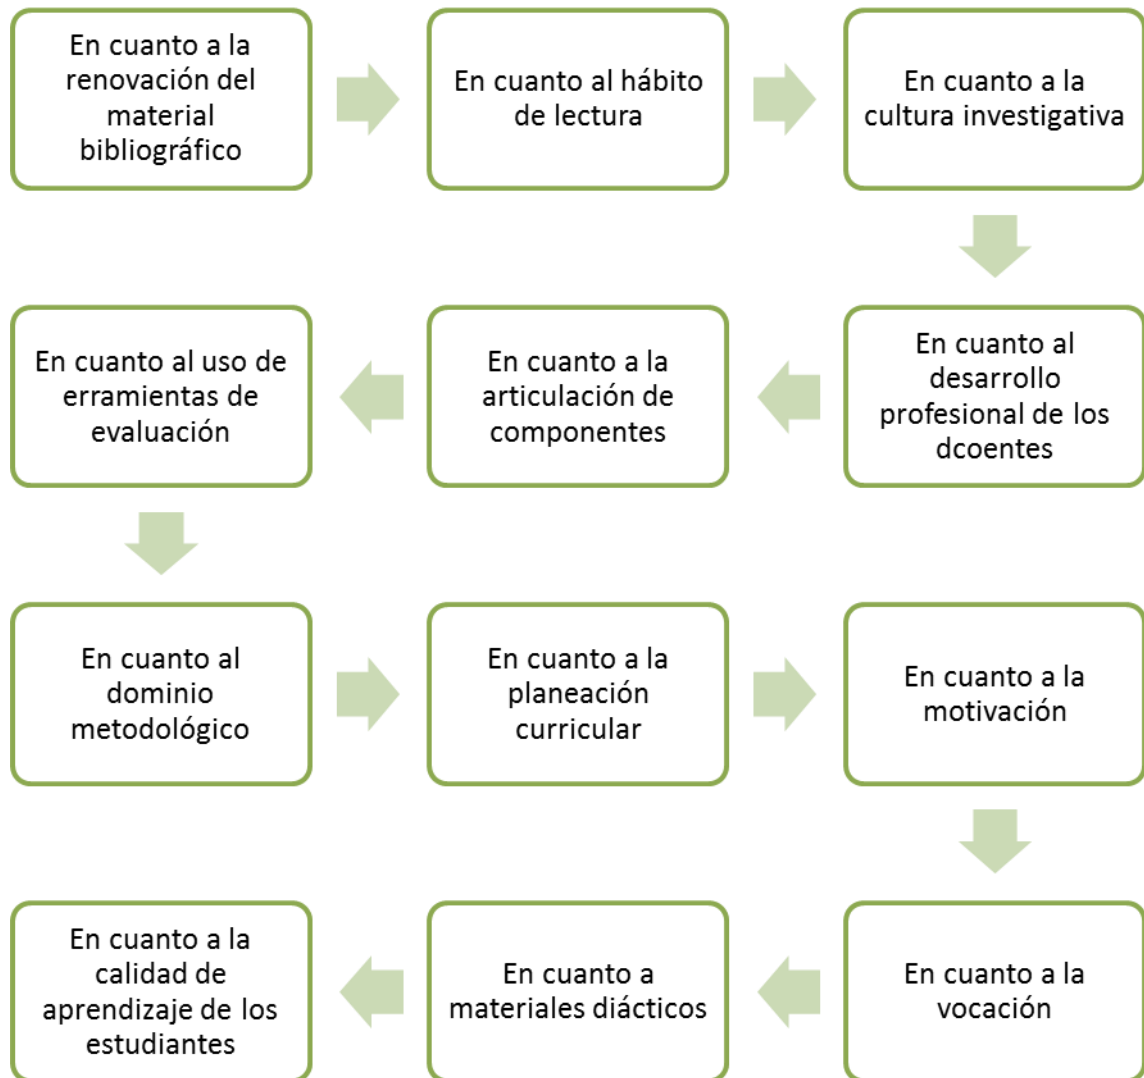 En cuanto a la
renovación del
material
bibliográfico
En cuanto al hábito
de lectura
En cuanto a la
cultura investigativa
En cuanto al
desarrollo
profesional de los
dcoentes
En cuanto a la
articulación de
componentes
En cuanto al uso de
erramientas de
evaluación
En cuanto al
dominio
metodológico
En cuanto a la
planeación
curricular
En cuanto a la
motivación
En cuanto a la
vocación
En cuanto a
materiales diácticos
En cuanto a la
calidad de
aprendizaje de los
estudiantes